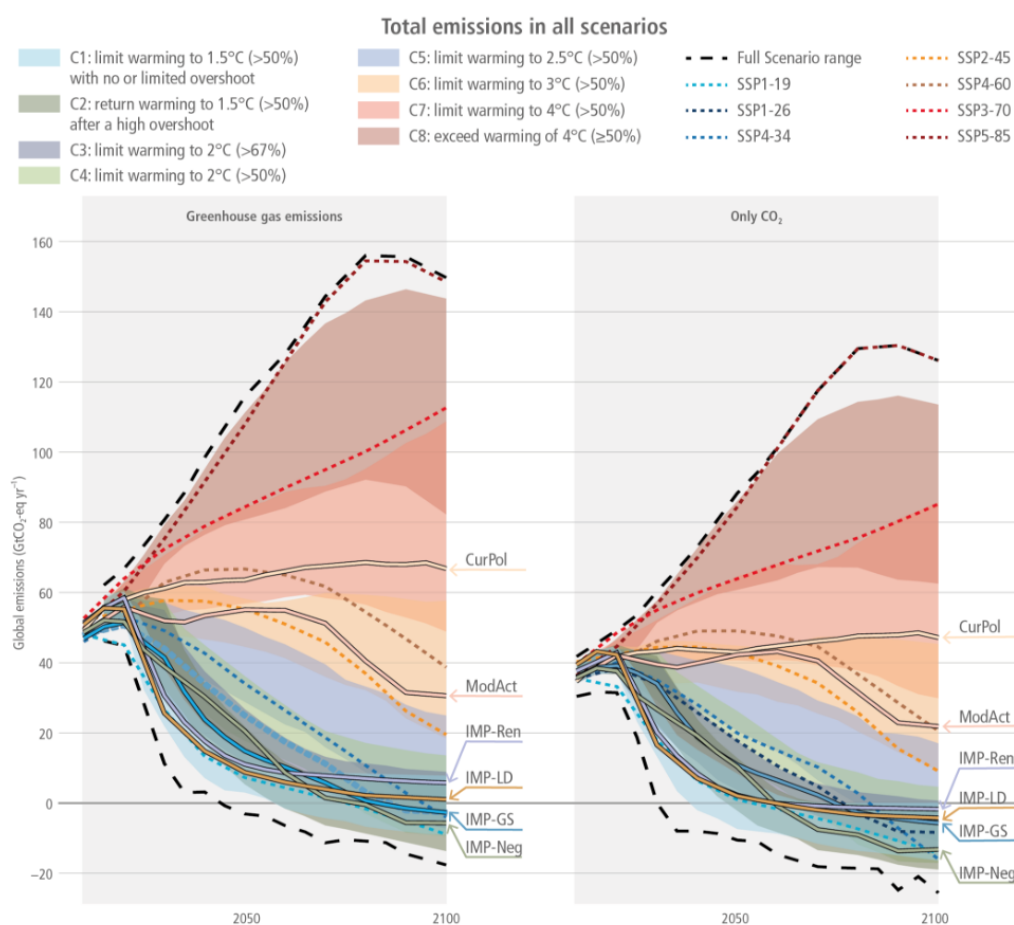 Total emissions in all scenarios
C1: limit warming to 1.5°C (>50%)
with no or limited overshoot
C2: return warming to 1.5°C (>50%)
after a high overshoot
C3: limit warming to 2°C (>67%)
C4: limit warming to 2°C (>50%)
C5: limit warming to 2.5°C (>50%)
C6: limit warming to 3°C (>50%)
C7: limit warming to 4°C (>50%)
C8: exceed warming of 4°C (≥50%)
Full Scenario range
SSP1-19
SSP1-26
SSP4-34
SSP2-45
SSP4-60
SSP3-70
SSP5-85
Global emissions (GtCO₂-eq yr⁻¹)
Greenhouse gas emissions
160
140
120
100
80
60
40
20
0
−20
2050
2100
CurPol
ModAct
IMP-Ren
IMP-LD
IMP-GS
IMP-Neg
Only CO₂
2050
2100
CurPol
ModAct
IMP-Ren
IMP-LD
IMP-GS
IMP-Neg